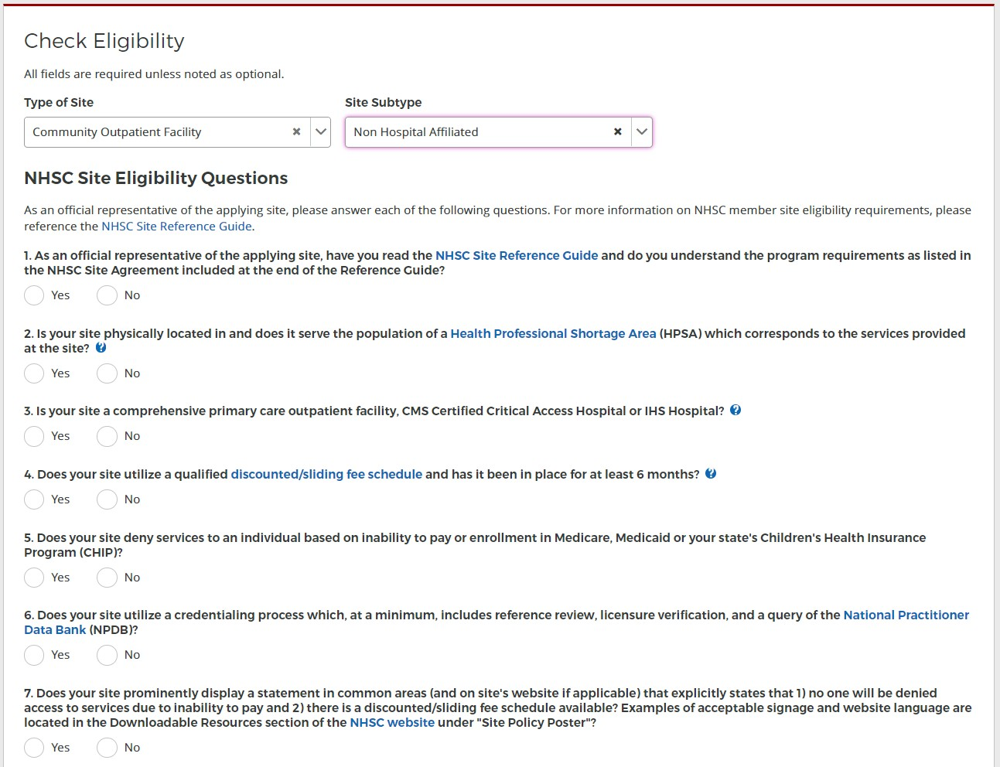 Check Eligibility
All fields are required unless noted as optional.
Type of Site
Site Subtype
Community Outpatient Facility
Non Hospital Affiliated
NHSC Site Eligibility Questions
As an official representative of the applying site, please answer each of the following questions. For more information on NHSC member site eligibility requirements, please
reference the NHSC Site Reference Guide.
1. As an official representative of the applying site, have you read the NHSC Site Reference Guide and do you understand the program requirements as listed in
the NHSC Site Agreement included at the end of the Reference Guide?
Yes No
2. Is your site physically located in and does it serve the population of a Health Professional Shortage Area (HPSA) which corresponds to the services provided
at the site? ?
Yes No
3. Is your site a comprehensive primary care outpatient facility, CMS Certified Critical Access Hospital or IHS Hospital? ?
Yes No
4. Does your site utilize a qualified discounted/sliding fee schedule and has it been in place for at least 6 months? ?
Yes No
5. Does your site deny services to an individual based on inability to pay or enrollment in Medicare, Medicaid or your state's Children's Health Insurance
Program (CHIP)?
Yes No
6. Does your site utilize a credentialing process which, at a minimum, includes reference review, licensure verification, and a query of the National Practitioner
Data Bank (NPDB)?
Yes No
7. Does your site prominently display a statement in common areas (and on site's website if applicable) that explicitly states that 1) no one will be denied
access to services due to inability to pay and 2) there is a discounted/sliding fee schedule available? Examples of acceptable signage and website language are
located in the Downloadable Resources section of the NHSC website under "Site Policy Poster"?
Yes No